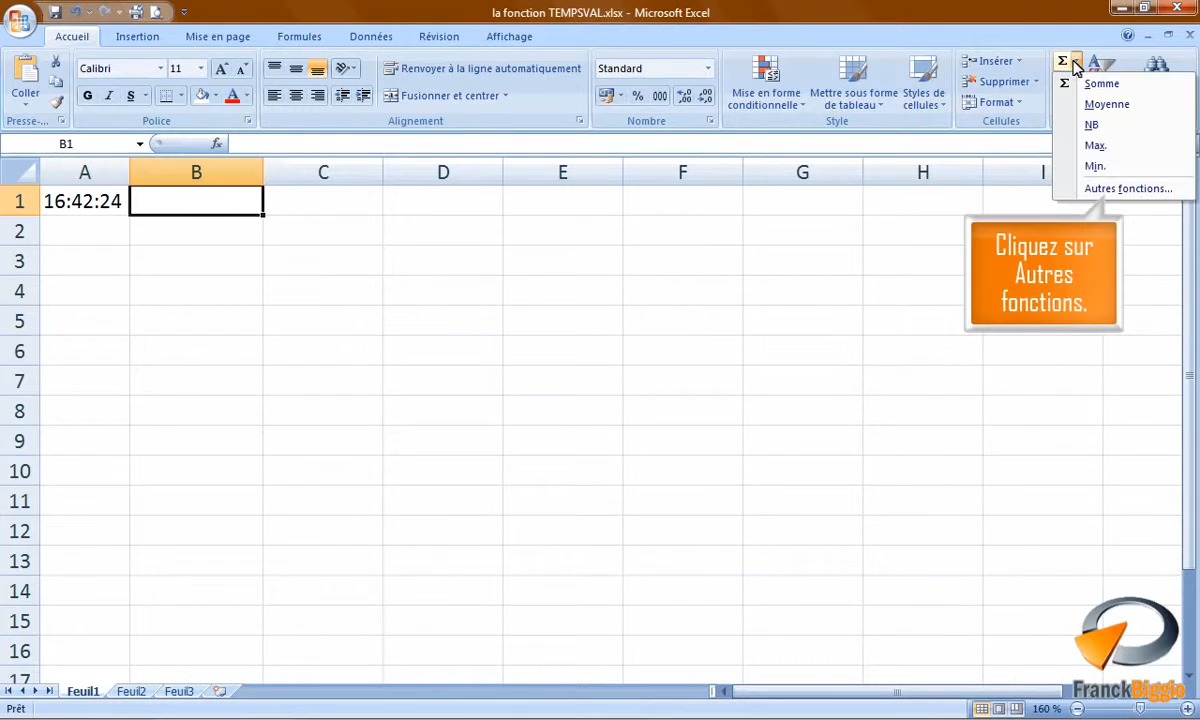 la fonction TEMPSVAL.xlsx - Microsoft Excel
Accueil Insertion Mise en page Formules Données Révision Affichage
Coller
Presse-...
Calibri 11
G I S
Police
Renvoyer à la ligne automatiquement
Fusionner et centrer
Alignement
Standard
% 000
Nombre
Mise en forme conditionnelle
Mettre sous forme de tableau
Styles de cellules
Style
Insérer
Supprimer
Format
Cellules
Σ
Σ Somme
Moyenne
NB
Max.
Min.
Autres fonctions...
B1
fx
A B C D E F G H I
1 16:42:24
2
3
4
5
6
7
8
9
10
11
12
13
14
15
16
17
Cliquez sur
Autres
fonctions.
FranckBiggio
Feuil1 Feuil2 Feuil3
Prêt
160 %